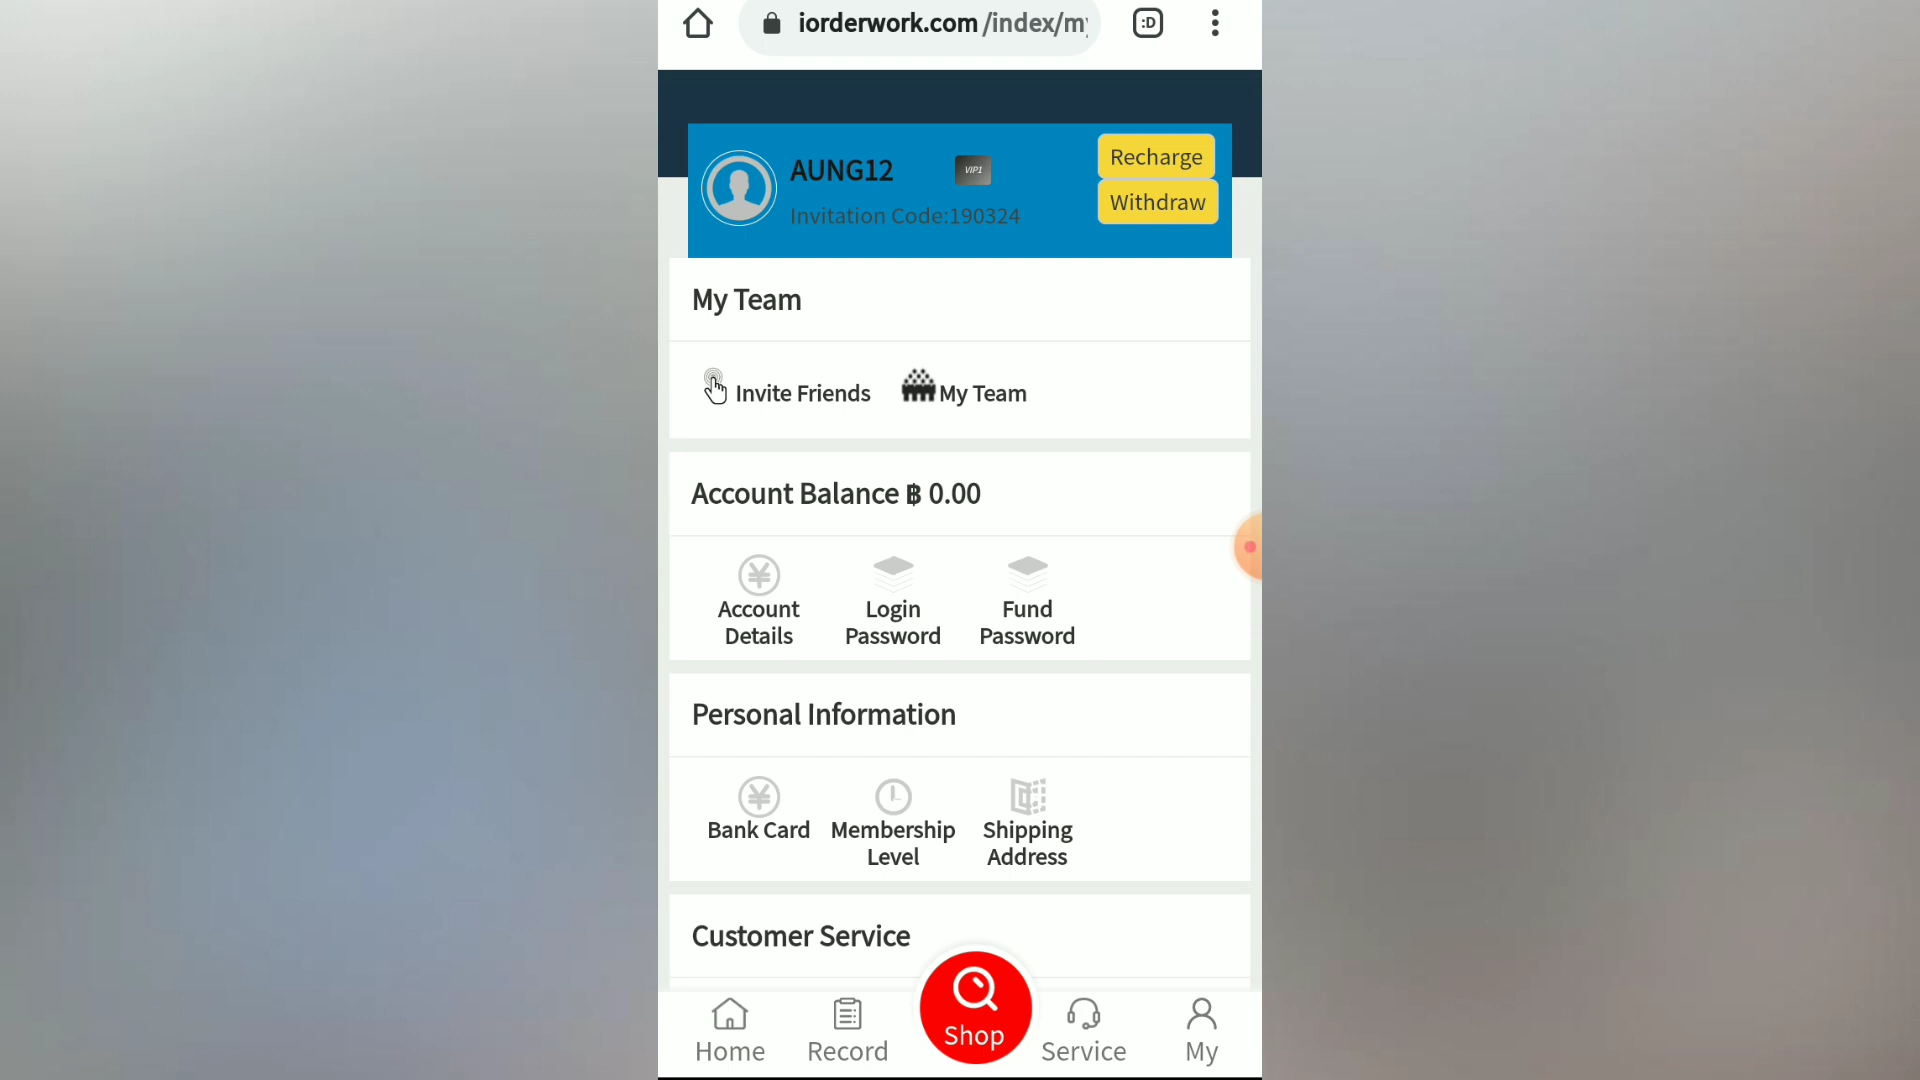 iorderwork.com/index/my
:D
AUNG12
VIP1
Recharge
Invitation Code:190324
Withdraw
My Team
Invite Friends
My Team
Account Balance ฿ 0.00
Account
Details
Login
Password
Fund
Password
Personal Information
Bank Card
Membership
Level
Shipping
Address
Customer Service
Home
Record
Shop
Service
My